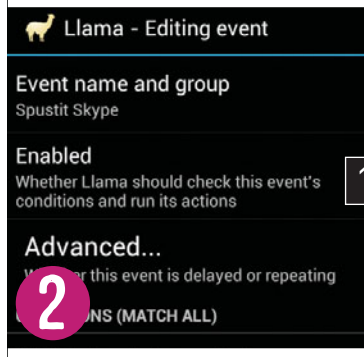 Llama - Editing event
Event name and group
Spustit Skype
Enabled
Whether Llama should check this event's
conditions and run its actions
Advanced...
this event is delayed or repeating
(MATCH ALL)
2